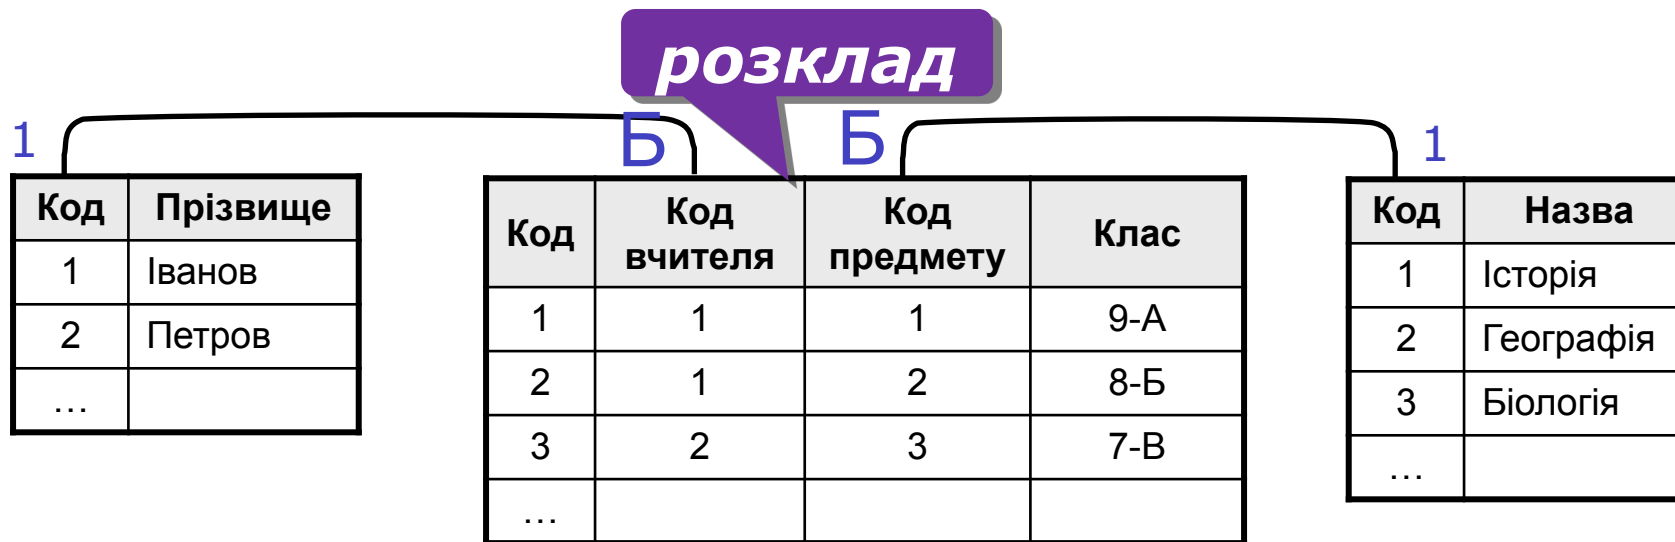 розклад
1 Б Б 1
Код Прізвище
1 Іванов
2 Петров
…
Код Код вчителя Код предмету Клас
1 1 1 9-А
2 1 2 8-Б
3 2 3 7-В
…
Код Назва
1 Історія
2 Географія
3 Біологія
…